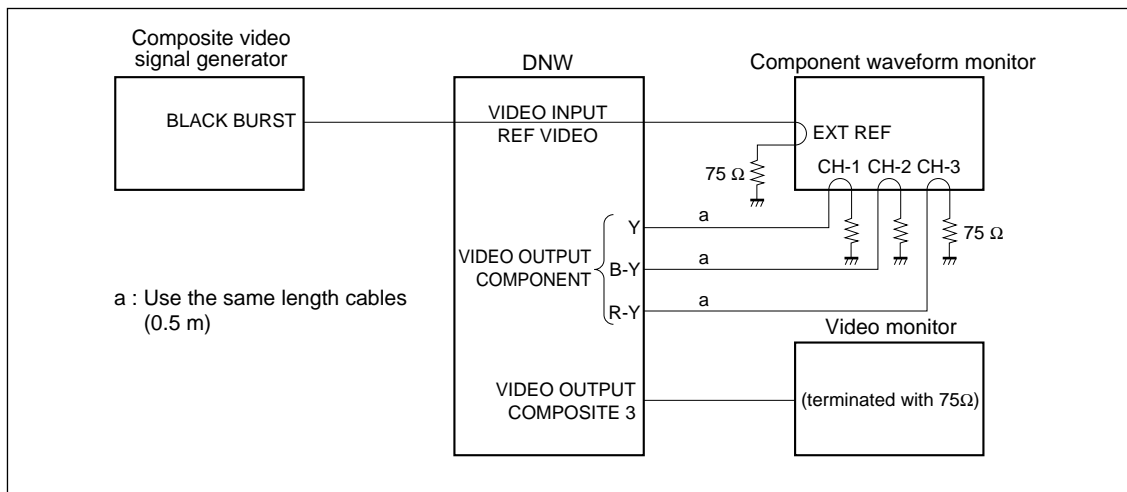 Composite video
signal generator
BLACK BURST
DNW
VIDEO INPUT
REF VIDEO
Component waveform monitor
EXT REF
75 Ω
CH-1
CH-2
CH-3
75 Ω
VIDEO OUTPUT
COMPONENT
Y
a
B-Y
a
R-Y
a
a : Use the same length cables
(0.5 m)
VIDEO OUTPUT
COMPOSITE 3
Video monitor
(terminated with 75Ω)